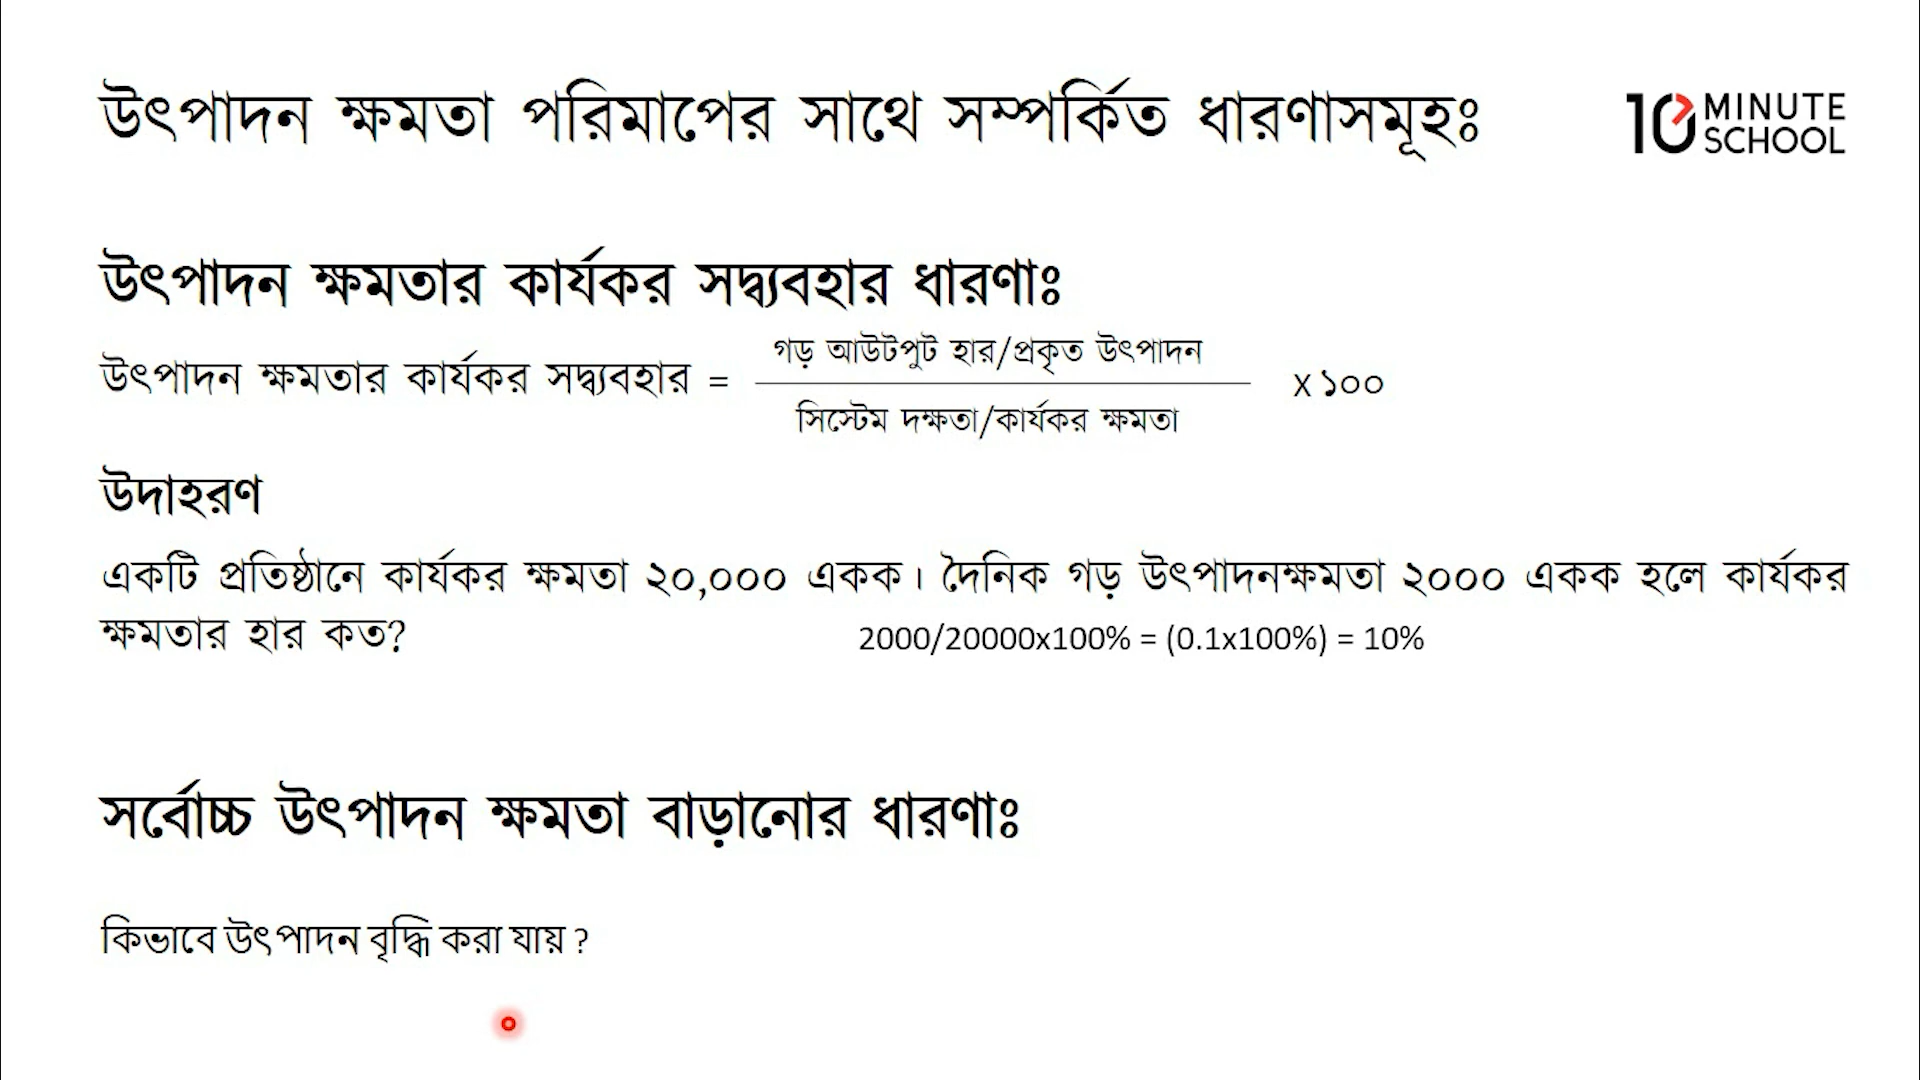 উৎপাদন ক্ষমতা পরিমাপের সাথে সম্পর্কিত ধারণাসমূহঃ
10 MINUTE
SCHOOL
উৎপাদন ক্ষমতার কার্যকর সদ্ব্যবহার ধারণাঃ
গড় আউটপুট হার/প্রকৃত উৎপাদন
উৎপাদন ক্ষমতার কার্যকর সদ্ব্যবহার = x ১০০
সিস্টেম দক্ষতা/কার্যকর ক্ষমতা
উদাহরণ
একটি প্রতিষ্ঠানে কার্যকর ক্ষমতা ২০,০০০ একক। দৈনিক গড় উৎপাদনক্ষমতা ২০০০ একক হলে কার্যকর
ক্ষমতার হার কত? 2000/20000x100% = (0.1x100%) = 10%
সর্বোচ্চ উৎপাদন ক্ষমতা বাড়ানোর ধারণাঃ
কিভাবে উৎপাদন বৃদ্ধি করা যায় ?